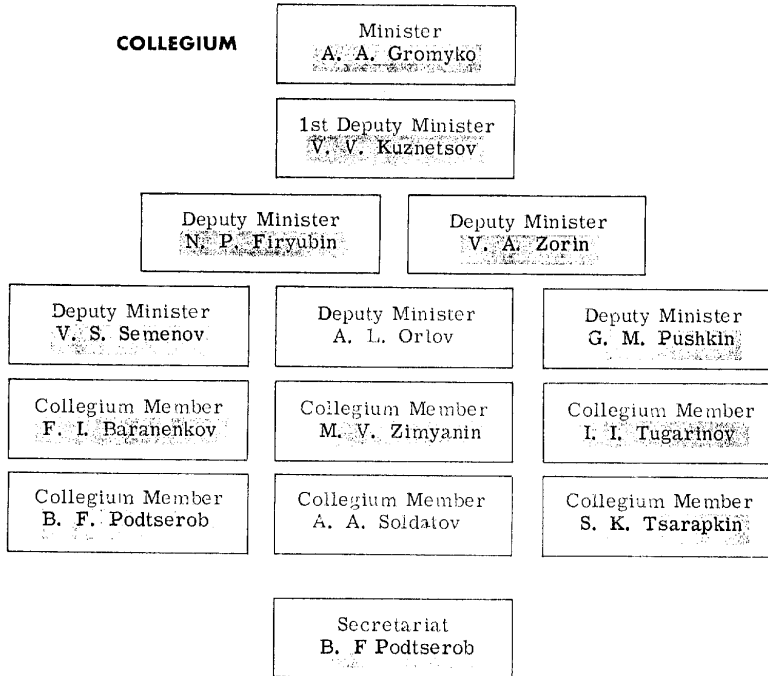 COLLEGIUM
Minister
A. A. Gromyko
1st Deputy Minister
V. V. Kuznetsov
Deputy Minister
N. P. Firyubin
Deputy Minister
V. A. Zorin
Deputy Minister
V. S. Semenov
Deputy Minister
A. L. Orlov
Deputy Minister
G. M. Pushkin
Collegium Member
F. I. Baranenkov
Collegium Member
M. V. Zimyanin
Collegium Member
I. I. Tugarinov
Collegium Member
B. F. Podtserob
Collegium Member
A. A. Soldatov
Collegium Member
S. K. Tsarapkin
Secretariat
B. F Podtserob